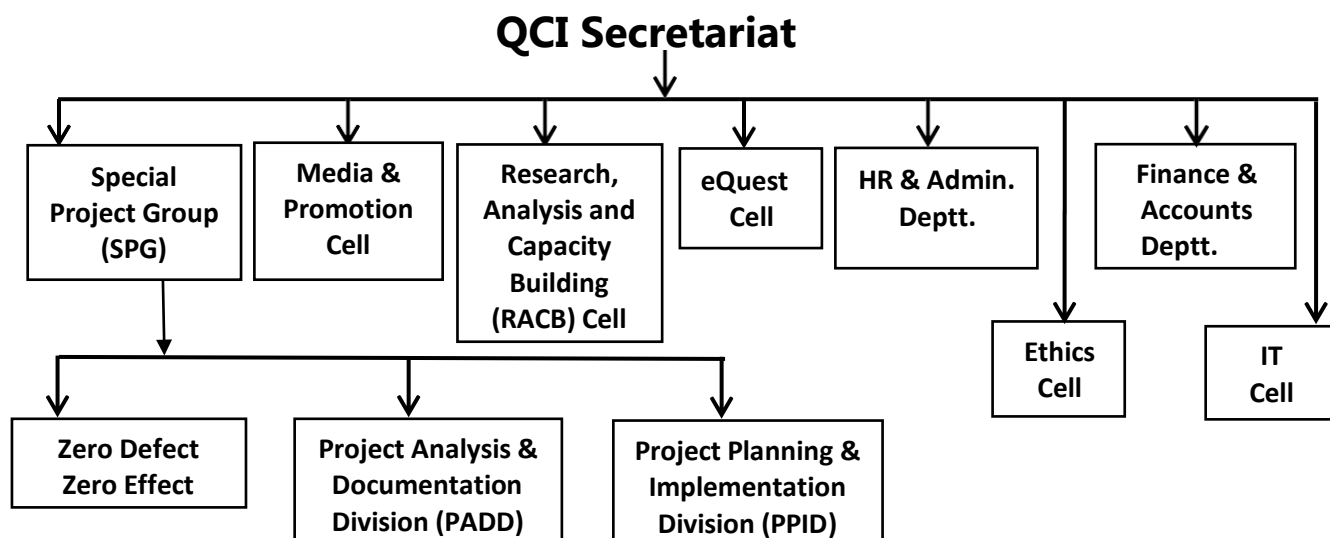 QCI Secretariat
Special
Project Group
(SPG)
Media &
Promotion
Cell
Research,
Analysis and
Capacity
Building
(RACB) Cell
eQuest
Cell
HR & Admin.
Deptt.
Finance &
Accounts
Deptt.
Ethics
Cell
IT
Cell
Zero Defect
Zero Effect
Project Analysis &
Documentation
Division (PADD)
Project Planning &
Implementation
Division (PPID)